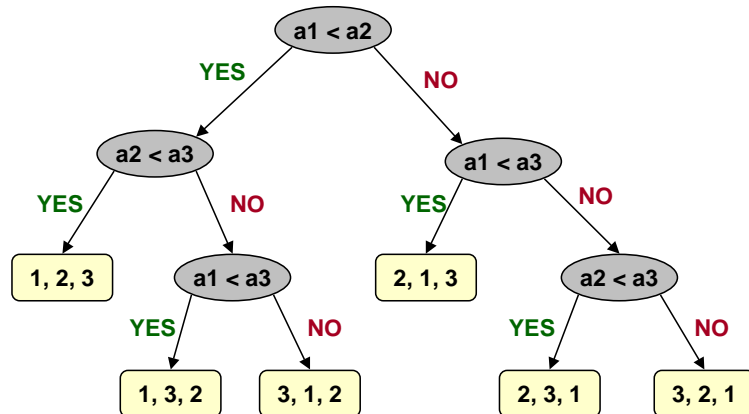 a1 < a2
YES
NO
a2 < a3
a1 < a3
YES
NO
YES
NO
1, 2, 3
a1 < a3
2, 1, 3
a2 < a3
YES
NO
YES
NO
1, 3, 2
3, 1, 2
2, 3, 1
3, 2, 1